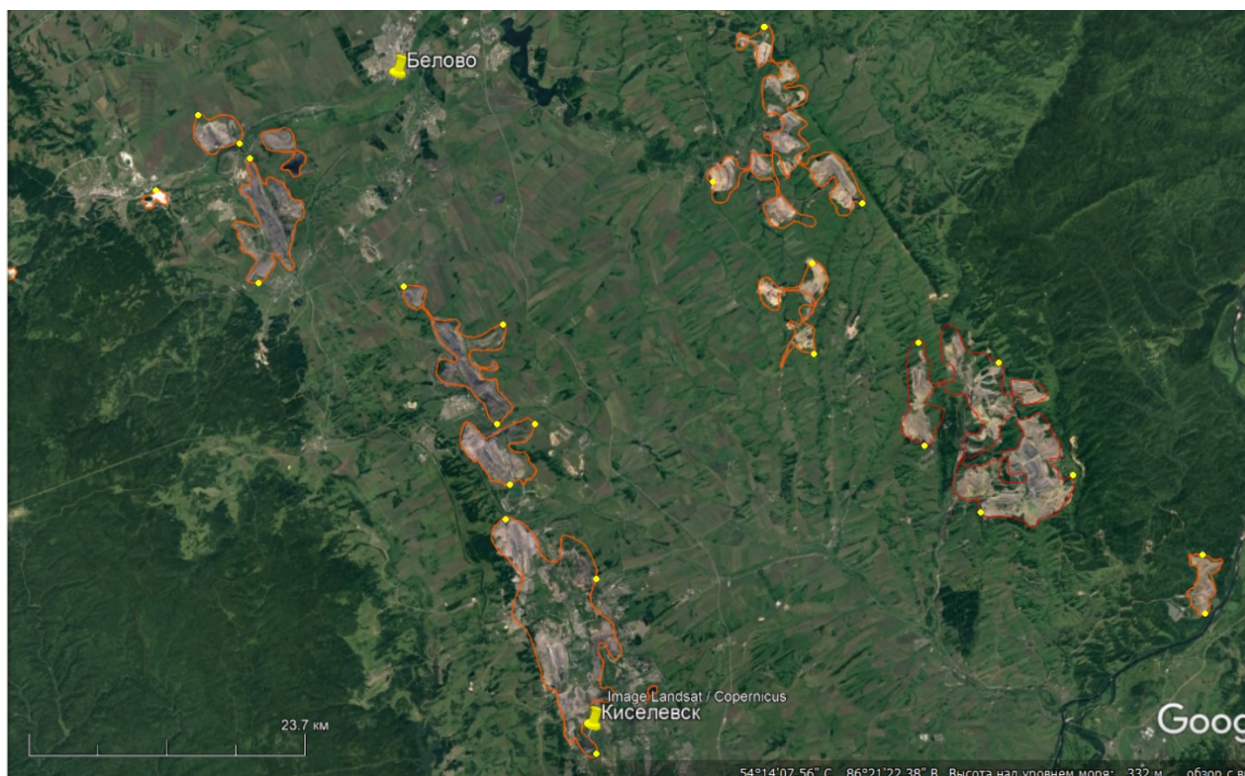 Белово
Image Landsat / Copernicus
Киселевск
23.7 км
Goog
54°14'07.56" С 86°21'22.38" В Высота над уровнем моря: 332 м обзор с